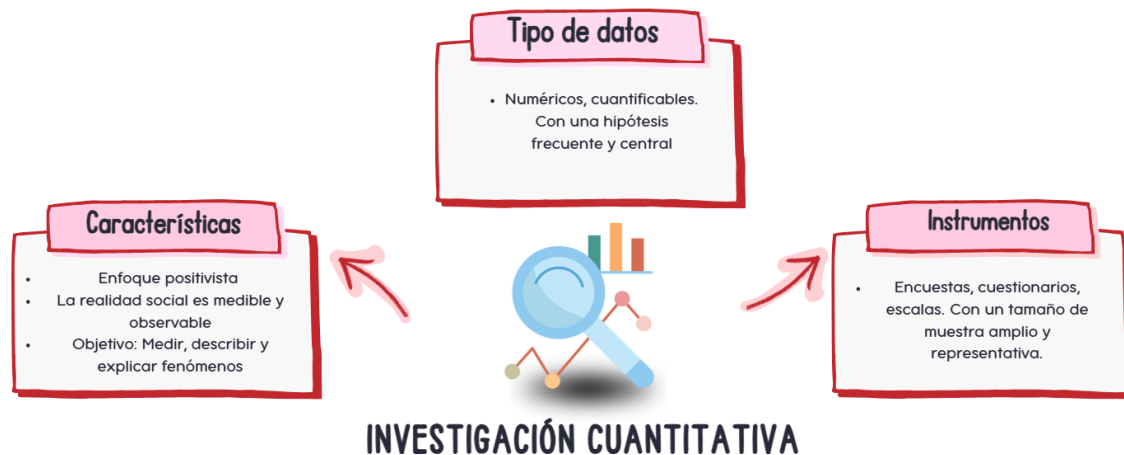 Tipo de datos
• Numéricos, cuantificables.
Con una hipótesis
frecuente y central
Características
• Enfoque positivista
• La realidad social es medible y
observable
• Objetivo: Medir, describir y
explicar fenómenos
Instrumentos
• Encuestas, cuestionarios,
escalas. Con un tamaño de
muestra amplio y
representativa.
INVESTIGACIÓN CUANTITATIVA